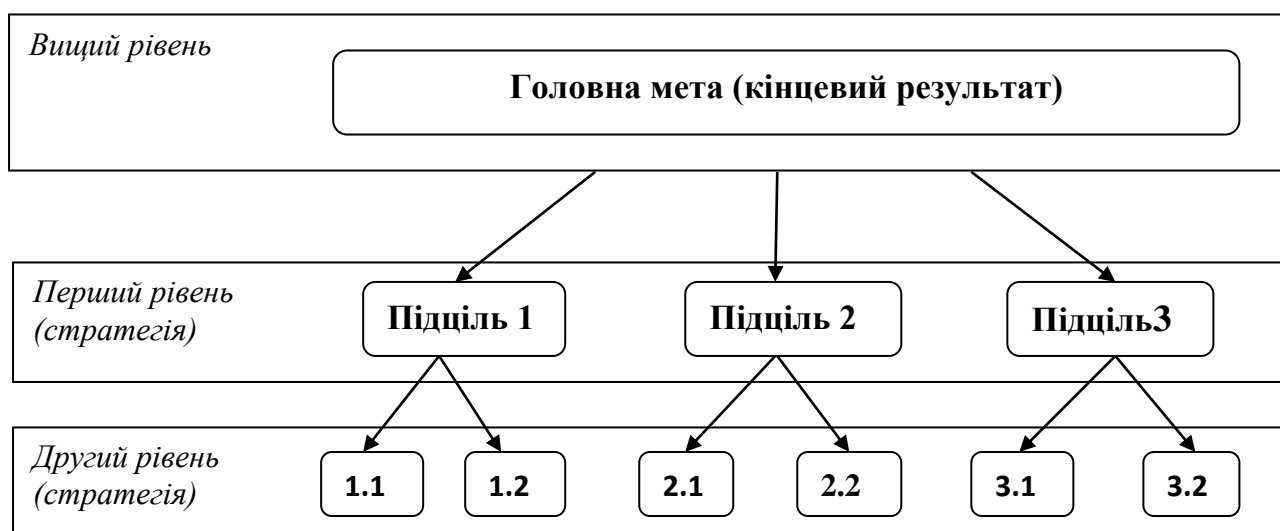 Вищий рівень
Головна мета (кінцевий результат)
Перший рівень
(стратегія)
Підціль 1
Підціль 2
Підціль3
Другий рівень
(стратегія)
1.1
1.2
2.1
2.2
3.1
3.2